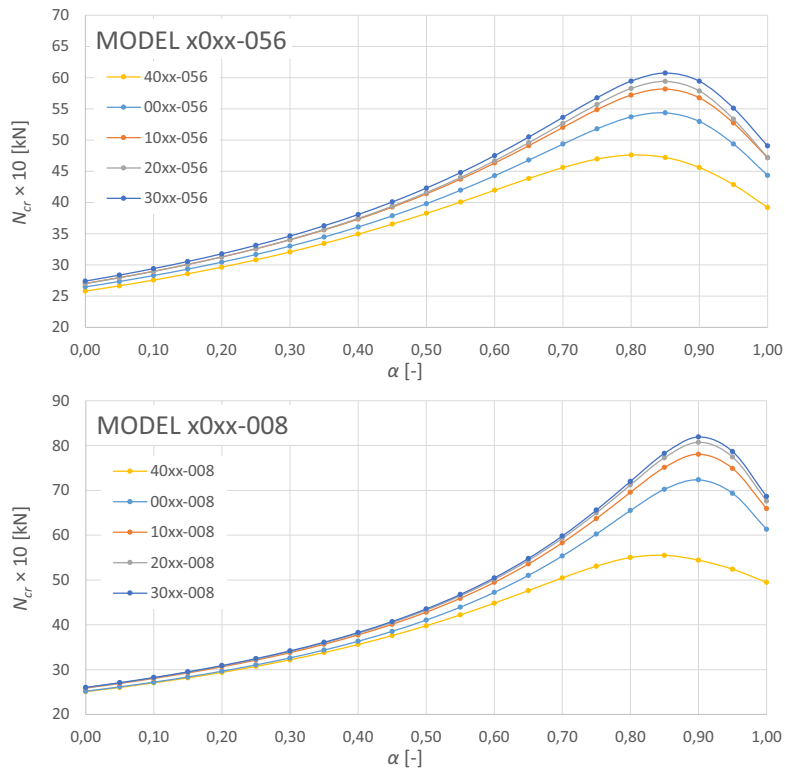 70
MODEL x0xx-056
65
60
40xx-056
55
00xx-056
50
10xx-056
45
20xx-056
40
30xx-056
35
30
25
20
N_cr × 10 [kN]
0,00 0,10 0,20 0,30 0,40 0,50 0,60 0,70 0,80 0,90 1,00
α [-]
90
MODEL x0xx-008
80
40xx-008
70
00xx-008
60
10xx-008
50
20xx-008
30xx-008
40
30
20
N_cr × 10 [kN]
0,00 0,10 0,20 0,30 0,40 0,50 0,60 0,70 0,80 0,90 1,00
α [-]